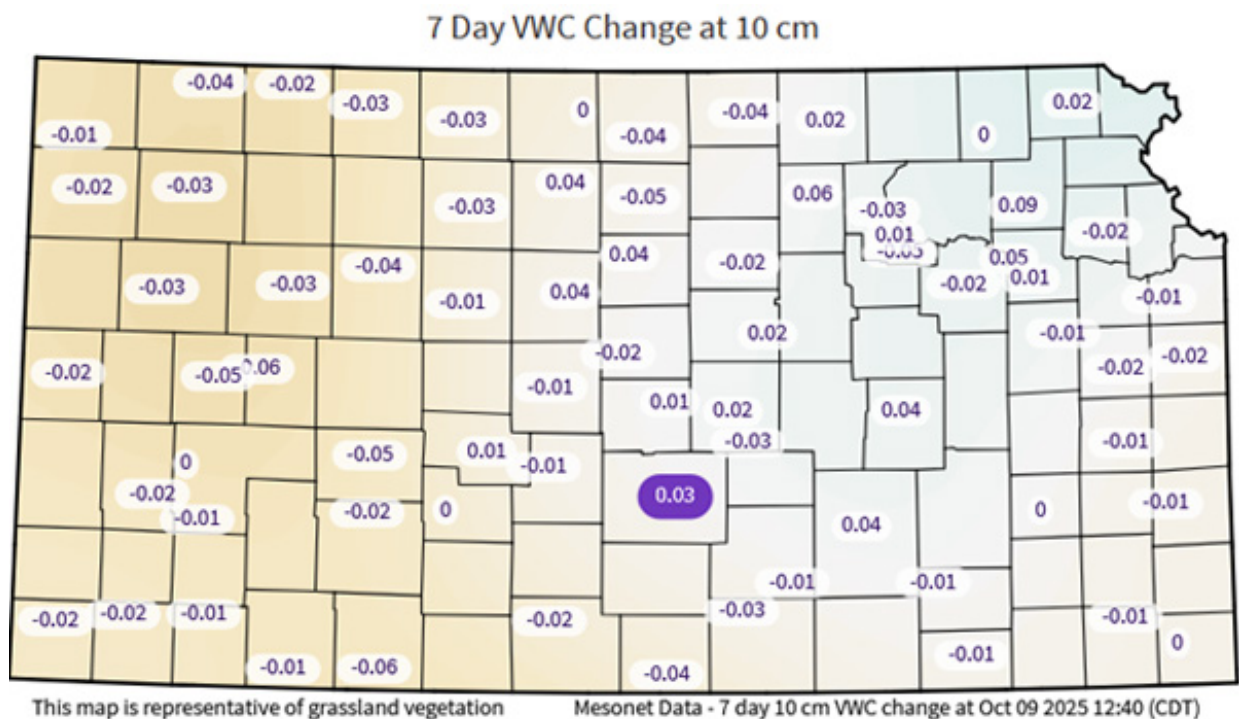 7 Day VWC Change at 10 cm
-0.04 -0.02 -0.03 -0.03 0 -0.04 -0.04 0.02 0 0.02
-0.01
-0.02 -0.03 -0.03 0.04 -0.05 0.06 -0.03 0.09 -0.02
0.01
-0.05
-0.03 -0.03 -0.04 -0.01 0.04 0.04 -0.02 -0.02 0.05 0.01 -0.01
-0.02 -0.05 0.06 -0.01 -0.02 0.02 -0.01 -0.02 -0.02
0.01 0.02 0.04
-0.03 -0.01
0 -0.05 0.01 -0.01
-0.02 -0.01 -0.02 0 0.03 0.04 0 -0.01
-0.01 -0.01
-0.02 -0.02 -0.01 -0.02 -0.03 -0.01
-0.01 -0.06 -0.04 -0.01 0
This map is representative of grassland vegetation
Mesonet Data - 7 day 10 cm VWC change at Oct 09 2025 12:40 (CDT)